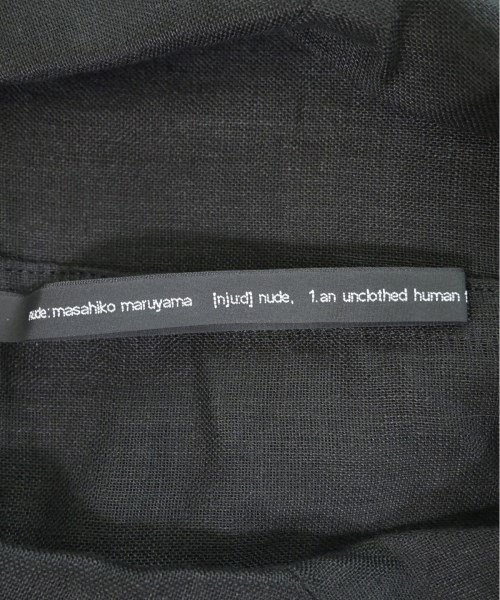 nude: masahiko maruyama [nju:d] nude, 1.an unclothed human